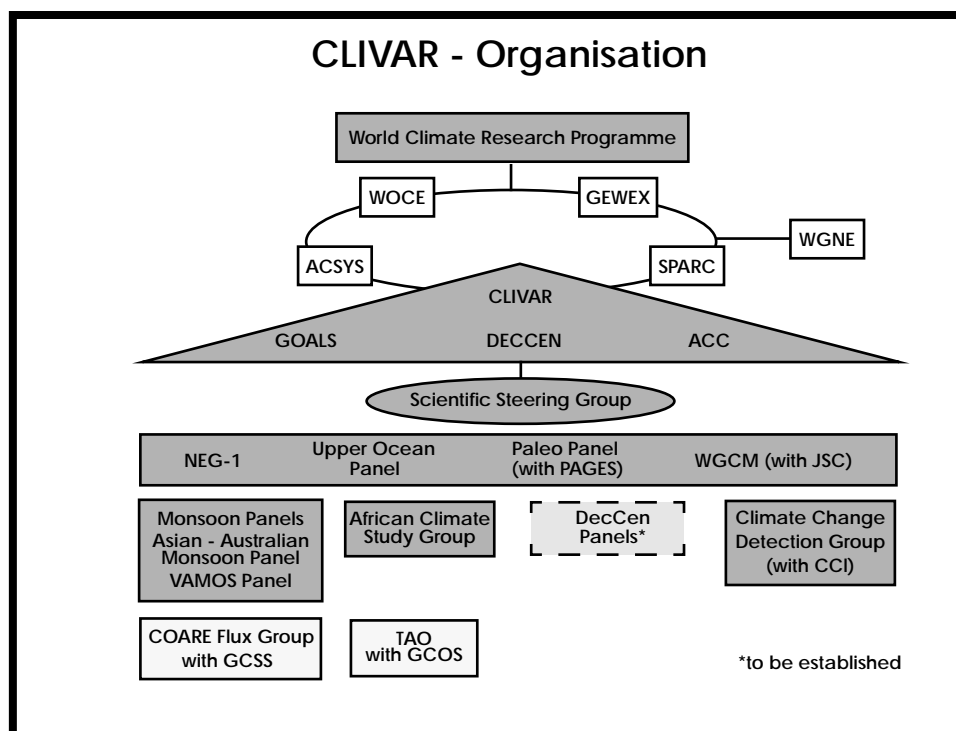 CLIVAR - Organisation
World Climate Research Programme
WOCE
GEWEX
WGNE
ACSYS
SPARC
CLIVAR
GOALS
DECCEN
ACC
Scientific Steering Group
NEG-1
Upper Ocean
Panel
Paleo Panel
(with PAGES)
WGCM (with JSC)
Monsoon Panels
Asian - Australian
Monsoon Panel
VAMOS Panel
African Climate
Study Group
DecCen
Panels*
Climate Change
Detection Group
(with CCl)
COARE Flux Group
with GCSS
TAO
with GCOS
*to be established